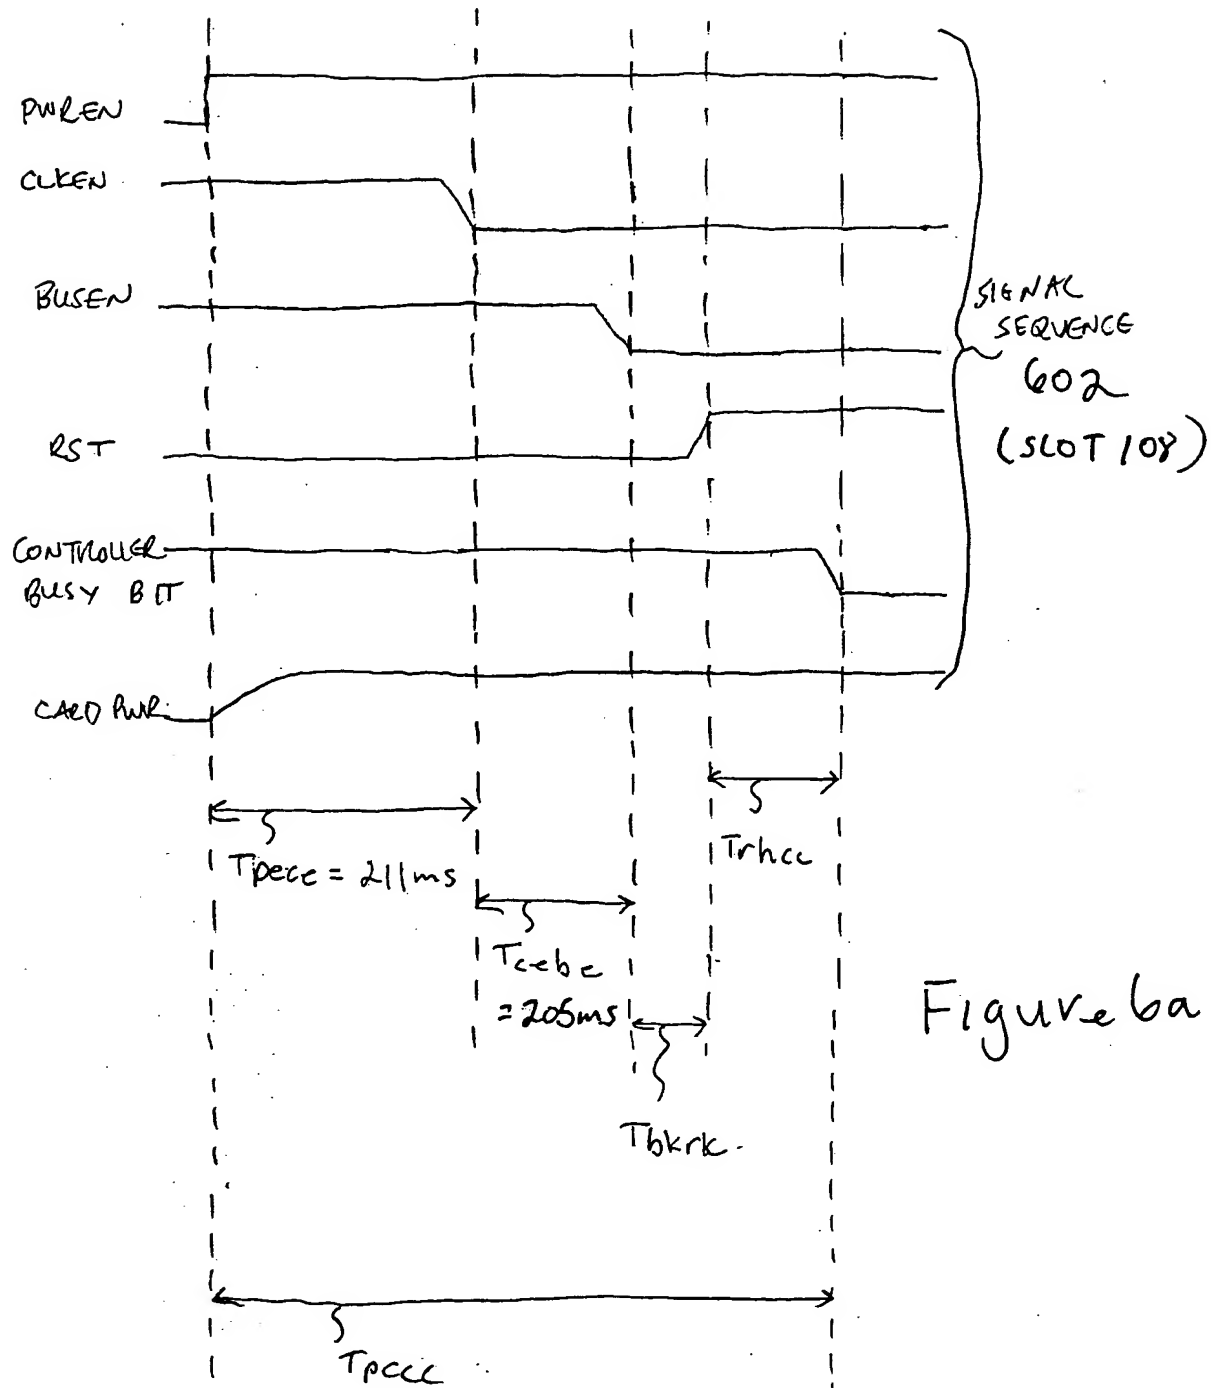 PWREN
CLKEN
BUSEN
SIGNAL
SEQUENCE
602
(SLOT 108)
RST
CONTROLLER
BUSY BIT
CARD PWR
Trhcc
Tpece = 211ms
Tcebe
= 205ms
Figure 6a
Tbkrk
Tpccc